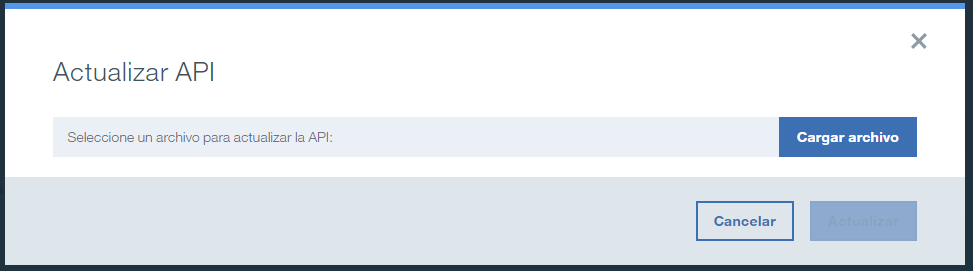 Actualizar API
Seleccione un archivo para actualizar la API:
Cargar archivo
Cancelar
Actualizar